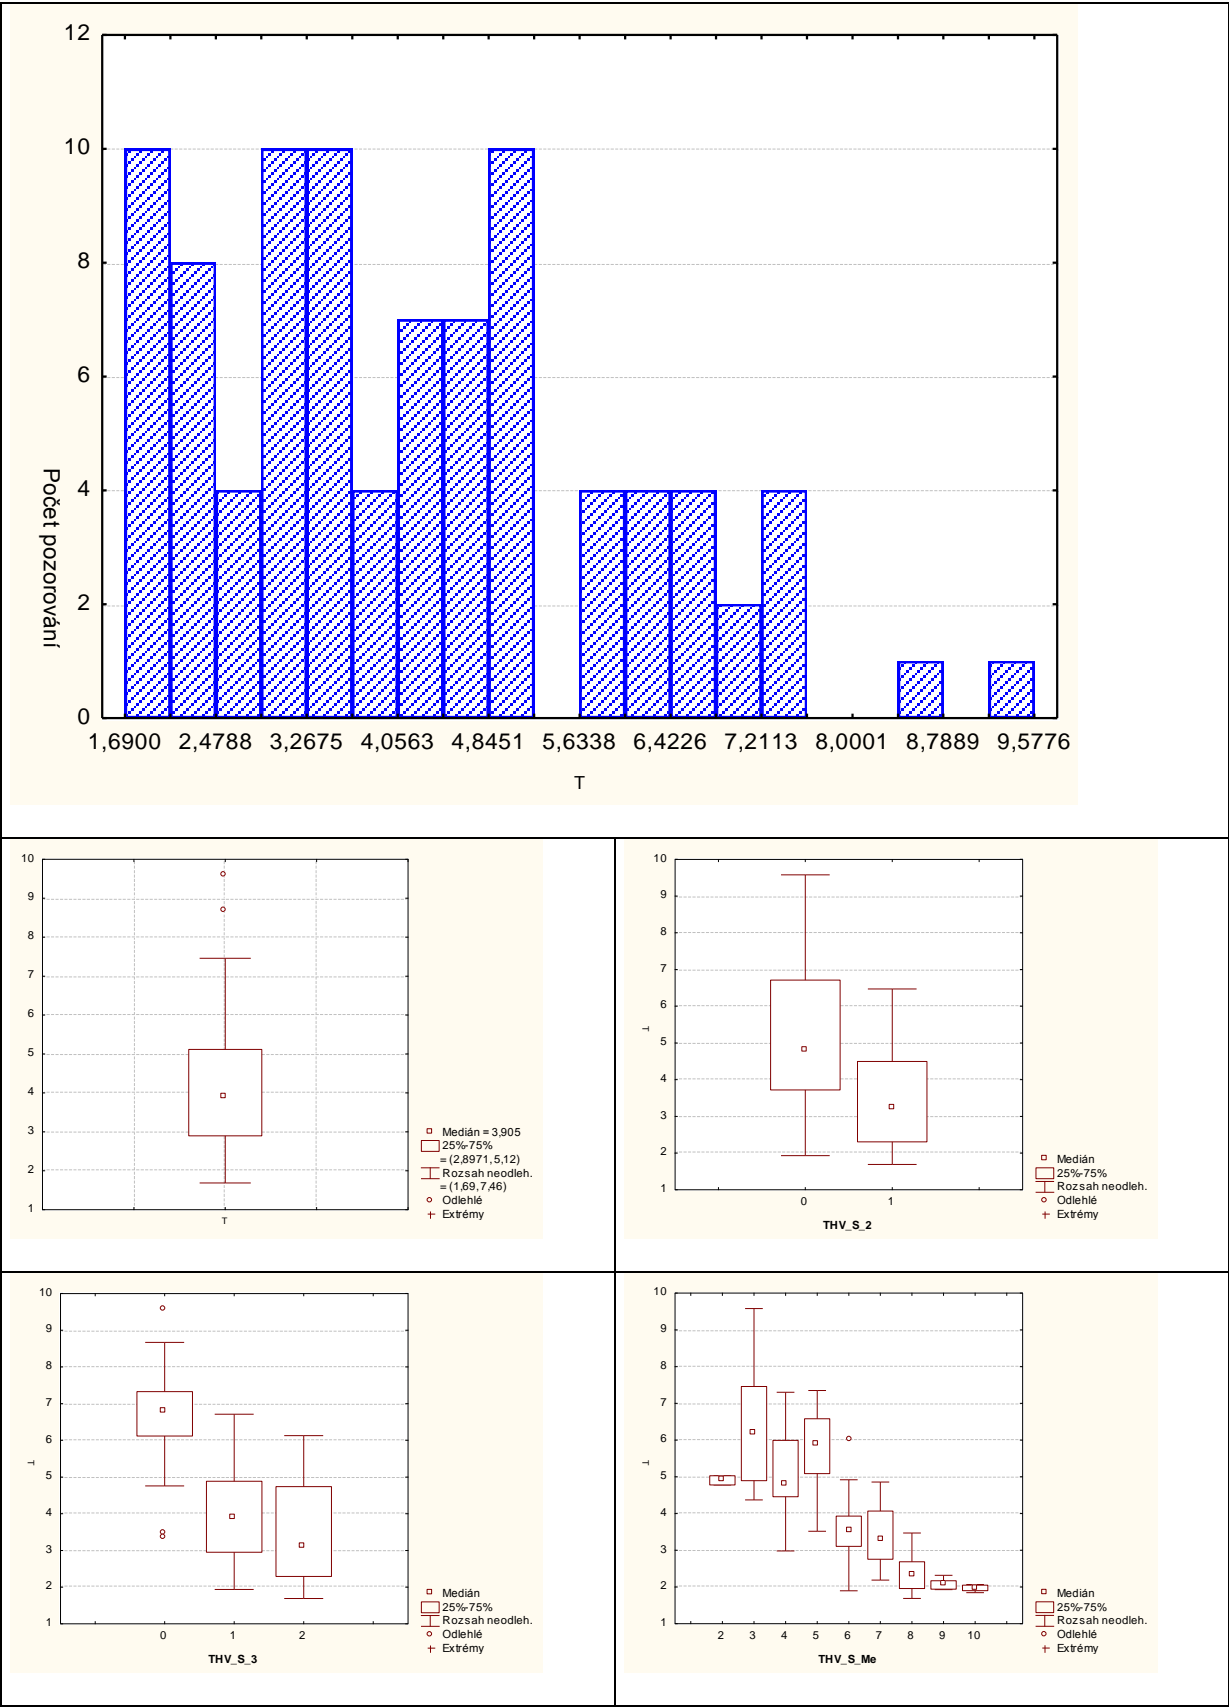 12
10
8
6
4
2
0
Počet pozorování
1,6900 2,4788 3,2675 4,0563 4,8451 5,6338 6,4226 7,2113 8,0001 8,7889 9,5776
T
10
9
8
7
6
5
4
3
2
1
T
Medián = 3,905
25%-75%
= (2,8971, 5,12)
Rozsah neodleh.
= (1,69, 7,46)
Odlehlé
Extrémy
10
9
8
7
6
5
4
3
2
1
T
0 1
THV_S_2
Medián
25%-75%
Rozsah neodleh.
Odlehlé
Extrémy
10
9
8
7
6
5
4
3
2
1
T
0 1 2
THV_S_3
Medián
25%-75%
Rozsah neodleh.
Odlehlé
Extrémy
10
9
8
7
6
5
4
3
2
1
T
2 3 4 5 6 7 8 9 10
THV_S_Me
Medián
25%-75%
Rozsah neodleh.
Odlehlé
Extrémy